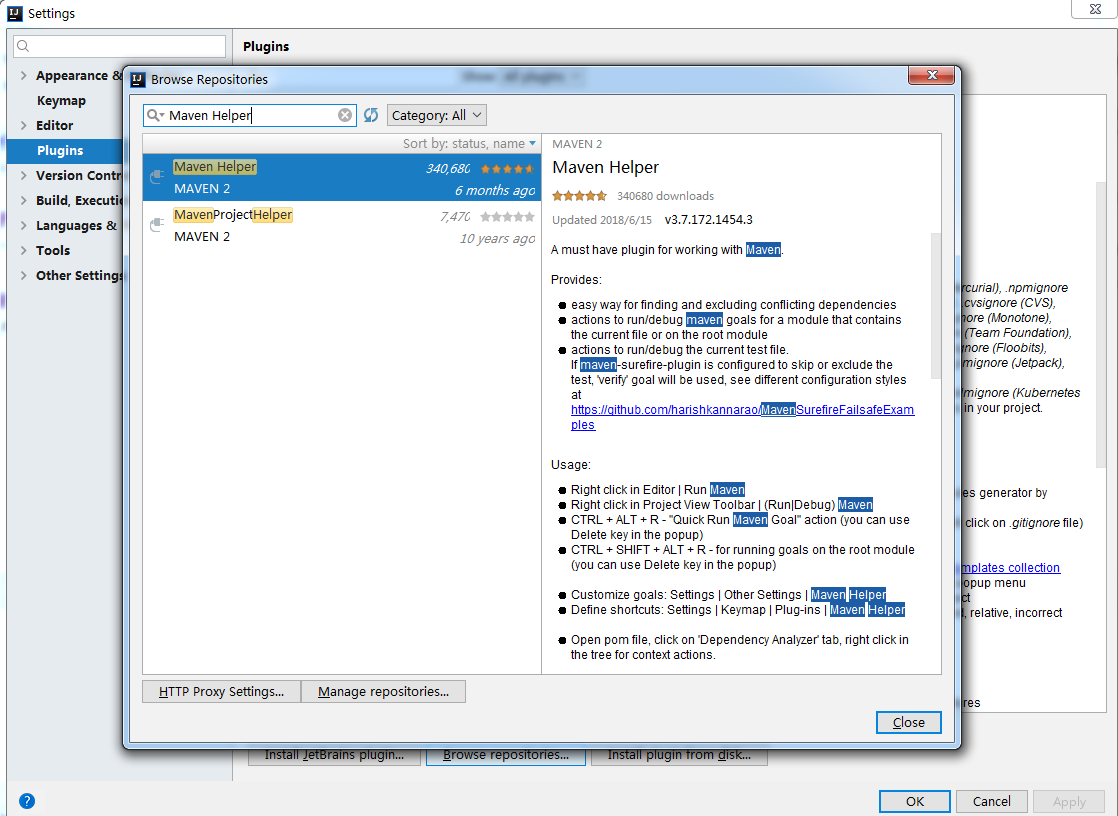 Settings
Plugins
Appearance &
Keymap
Editor
Plugins
Version Contr
Build, Executio
Languages &
Tools
Other Settings
Browse Repositories
Maven Helper
Category: All
Sort by: status, name
Maven Helper 340,680
MAVEN 2 6 months ago
MavenProjectHelper 7,470
MAVEN 2 10 years ago
MAVEN 2
Maven Helper
340680 downloads
Updated 2018/6/15 v3.7.172.1454.3
A must have plugin for working with Maven.
Provides:
easy way for finding and excluding conflicting dependencies
actions to run/debug maven goals for a module that contains
the current file or on the root module
actions to run/debug the current test file.
If maven-surefire-plugin is configured to skip or exclude the
test, 'verify' goal will be used, see different configuration styles
at
https://github.com/harishkannarao/MavenSurefireFailsafeExam
ples
Usage:
Right click in Editor | Run Maven
Right click in Project View Toolbar | (Run|Debug) Maven
CTRL + ALT + R - "Quick Run Maven Goal" action (you can use
Delete key in the popup)
CTRL + SHIFT + ALT + R - for running goals on the root module
(you can use Delete key in the popup)
Customize goals: Settings | Other Settings | Maven Helper
Define shortcuts: Settings | Keymap | Plug-ins | Maven Helper
Open pom file, click on 'Dependency Analyzer' tab, right click in
the tree for context actions.
HTTP Proxy Settings...
Manage repositories...
Close
rcurial), .npmignore
.cvsignore (CVS),
nore (Monotone),
(Team Foundation),
gnore (Floobits),
mignore (Jetpack),
lmignore (Kubernetes
in your project.
es generator by
click on .gitignore file)
mplates collection
opup menu
ct
l, relative, incorrect
res
Install JetBrains plugin...
Browse repositories...
Install plugin from disk...
OK
Cancel
Apply